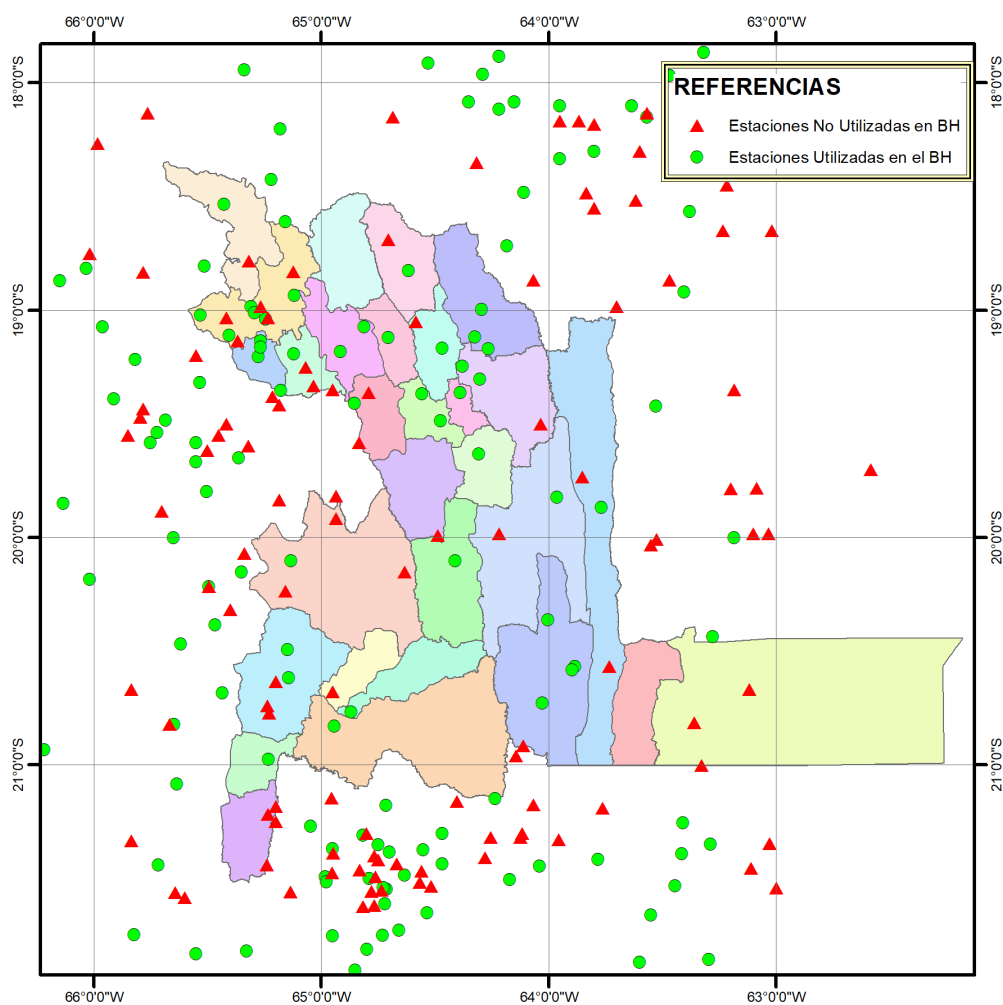 66°0'0"W 65°0'0"W 64°0'0"W 63°0'0"W
18°0'0"S 18°0'0"S
REFERENCIAS
Estaciones No Utilizadas en BH
Estaciones Utilizadas en el BH
19°0'0"S 19°0'0"S
20°0'0"S 20°0'0"S
21°0'0"S 21°0'0"S
66°0'0"W 65°0'0"W 64°0'0"W 63°0'0"W